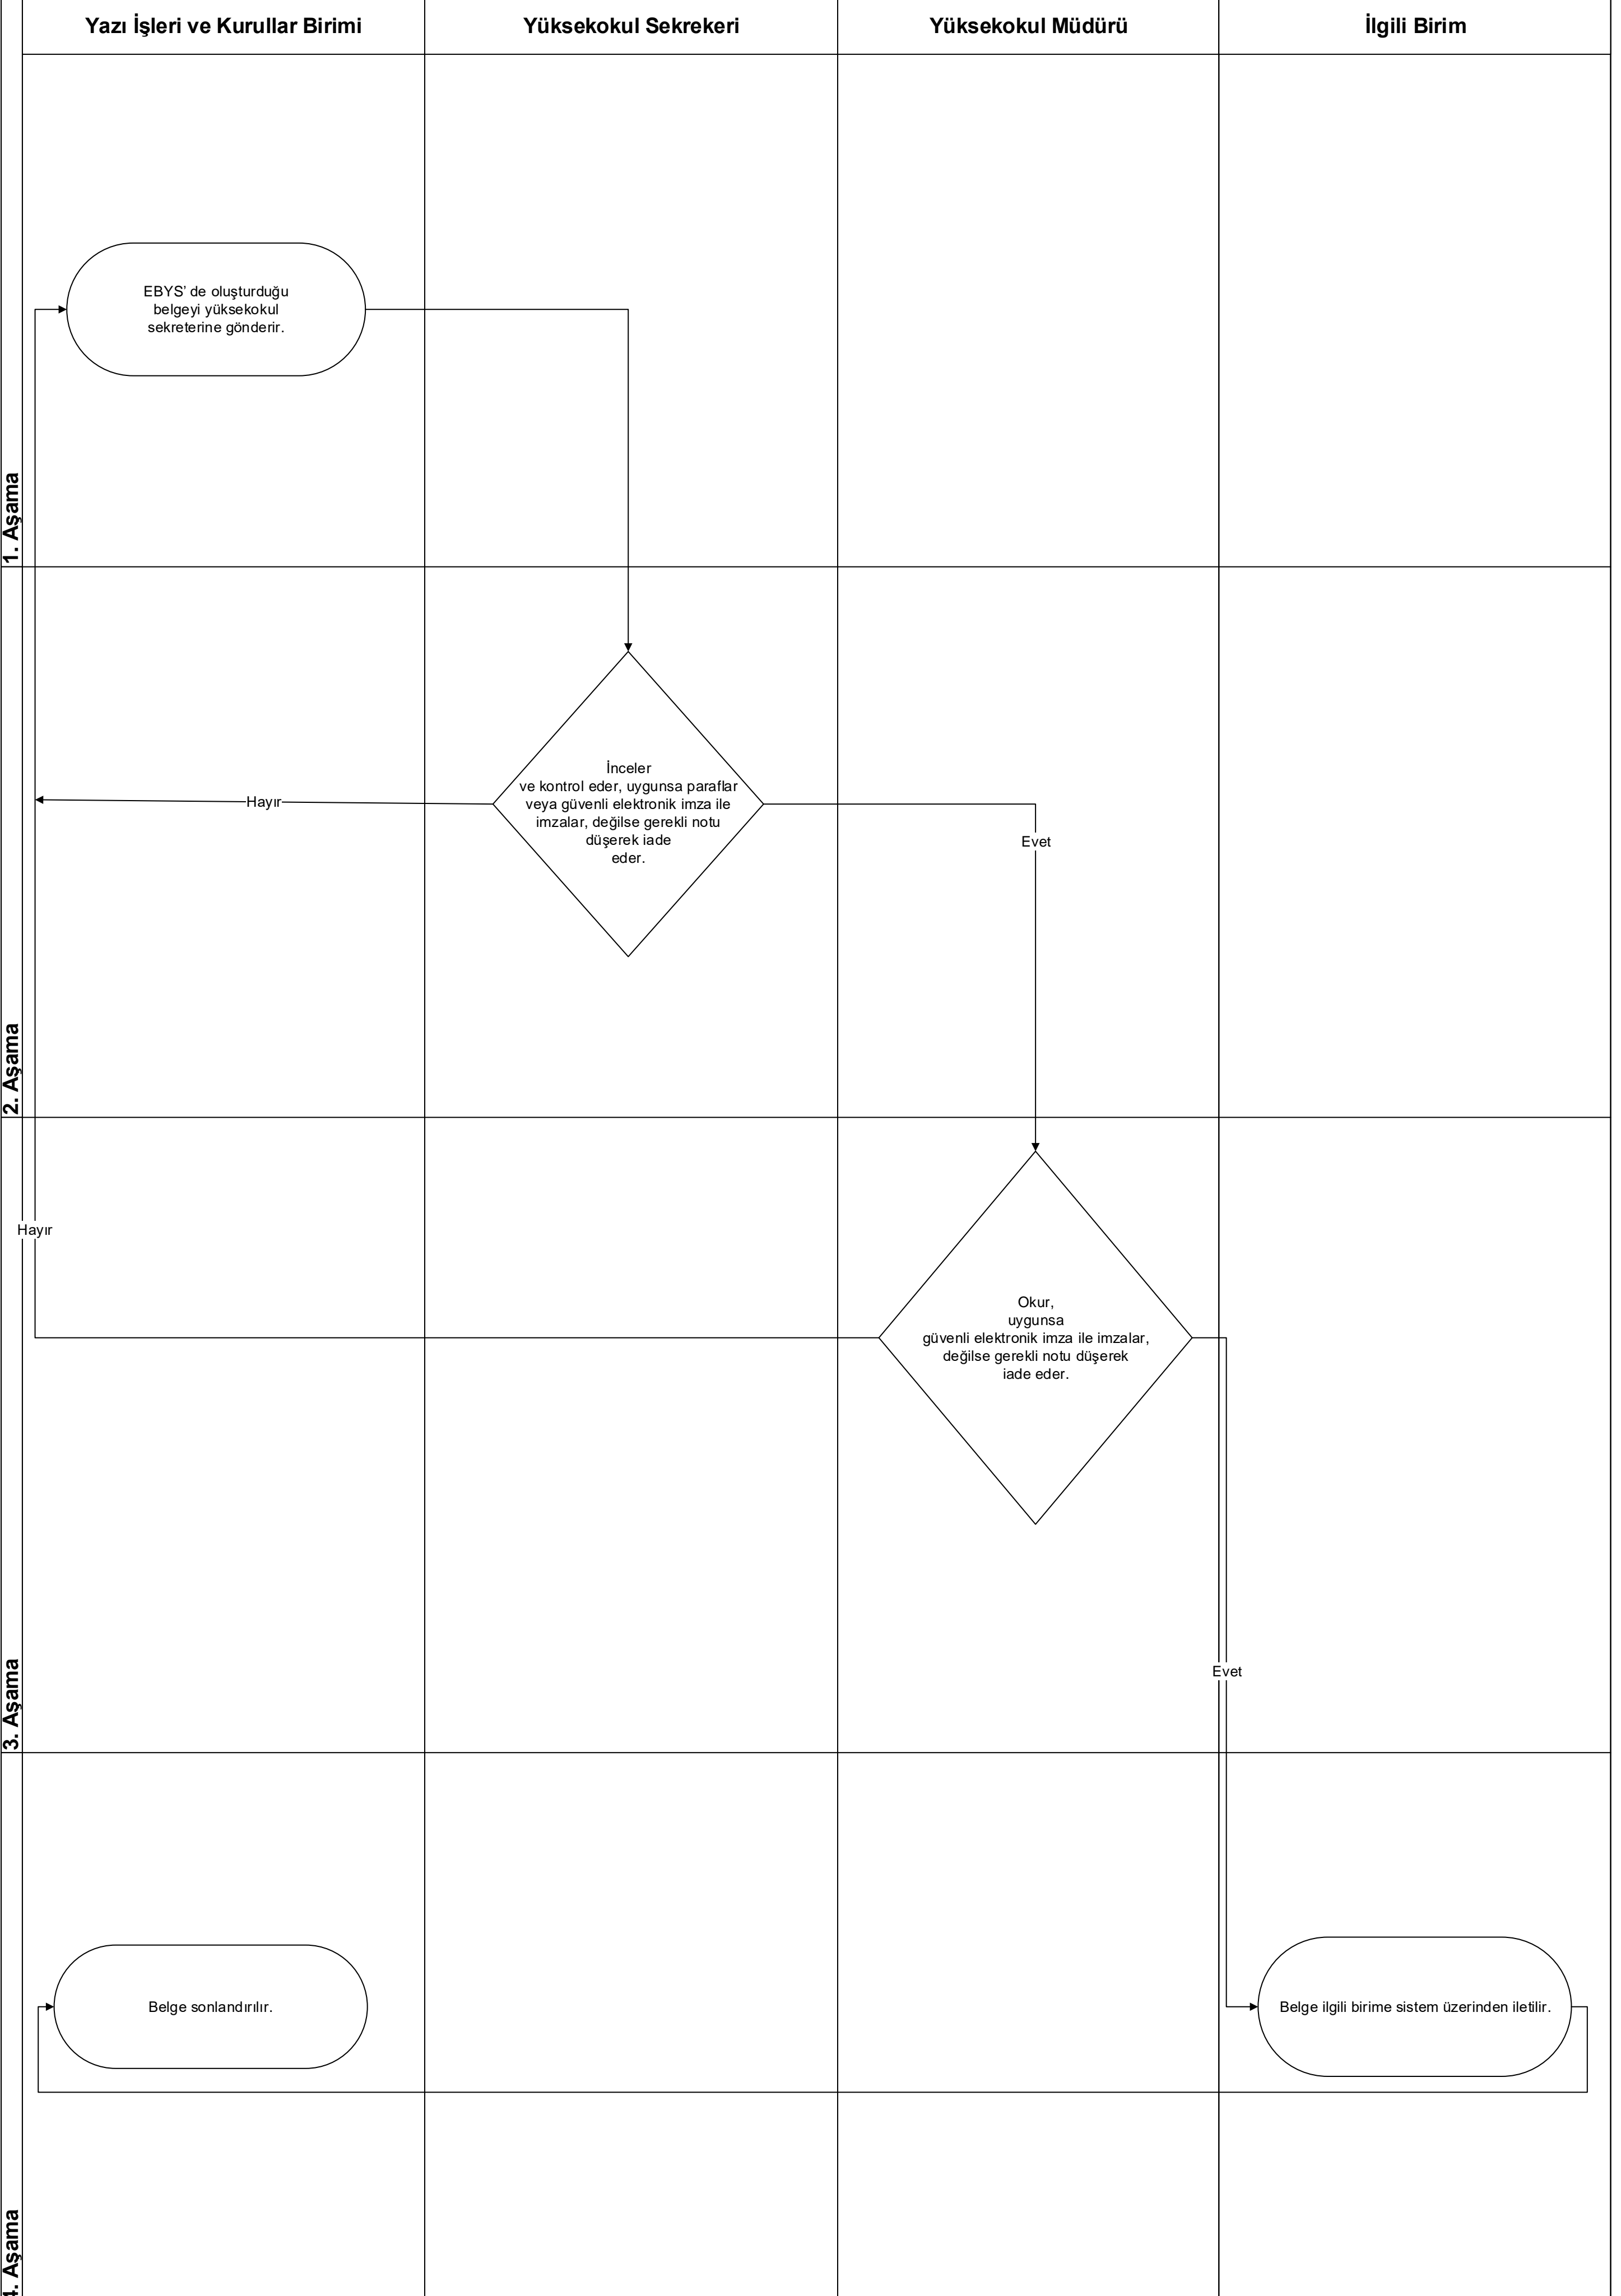 Yazı İşleri ve Kurullar Birimi
Yüksekokul Sekrekeri
Yüksekokul Müdürü
İlgili Birim
1. Aşama
EBYS’ de oluşturduğu
belgeyi yüksekokul
sekreterine gönderir.
2. Aşama
Hayır
İnceler
ve kontrol eder, uygunsa paraflar
veya güvenli elektronik imza ile
imzalar, değilse gerekli notu
düşerek iade
eder.
Evet
3. Aşama
Hayır
Okur,
uygunsa
güvenli elektronik imza ile imzalar,
değilse gerekli notu düşerek
iade eder.
Evet
4. Aşama
Belge sonlandırılır.
Belge ilgili birime sistem üzerinden iletilir.